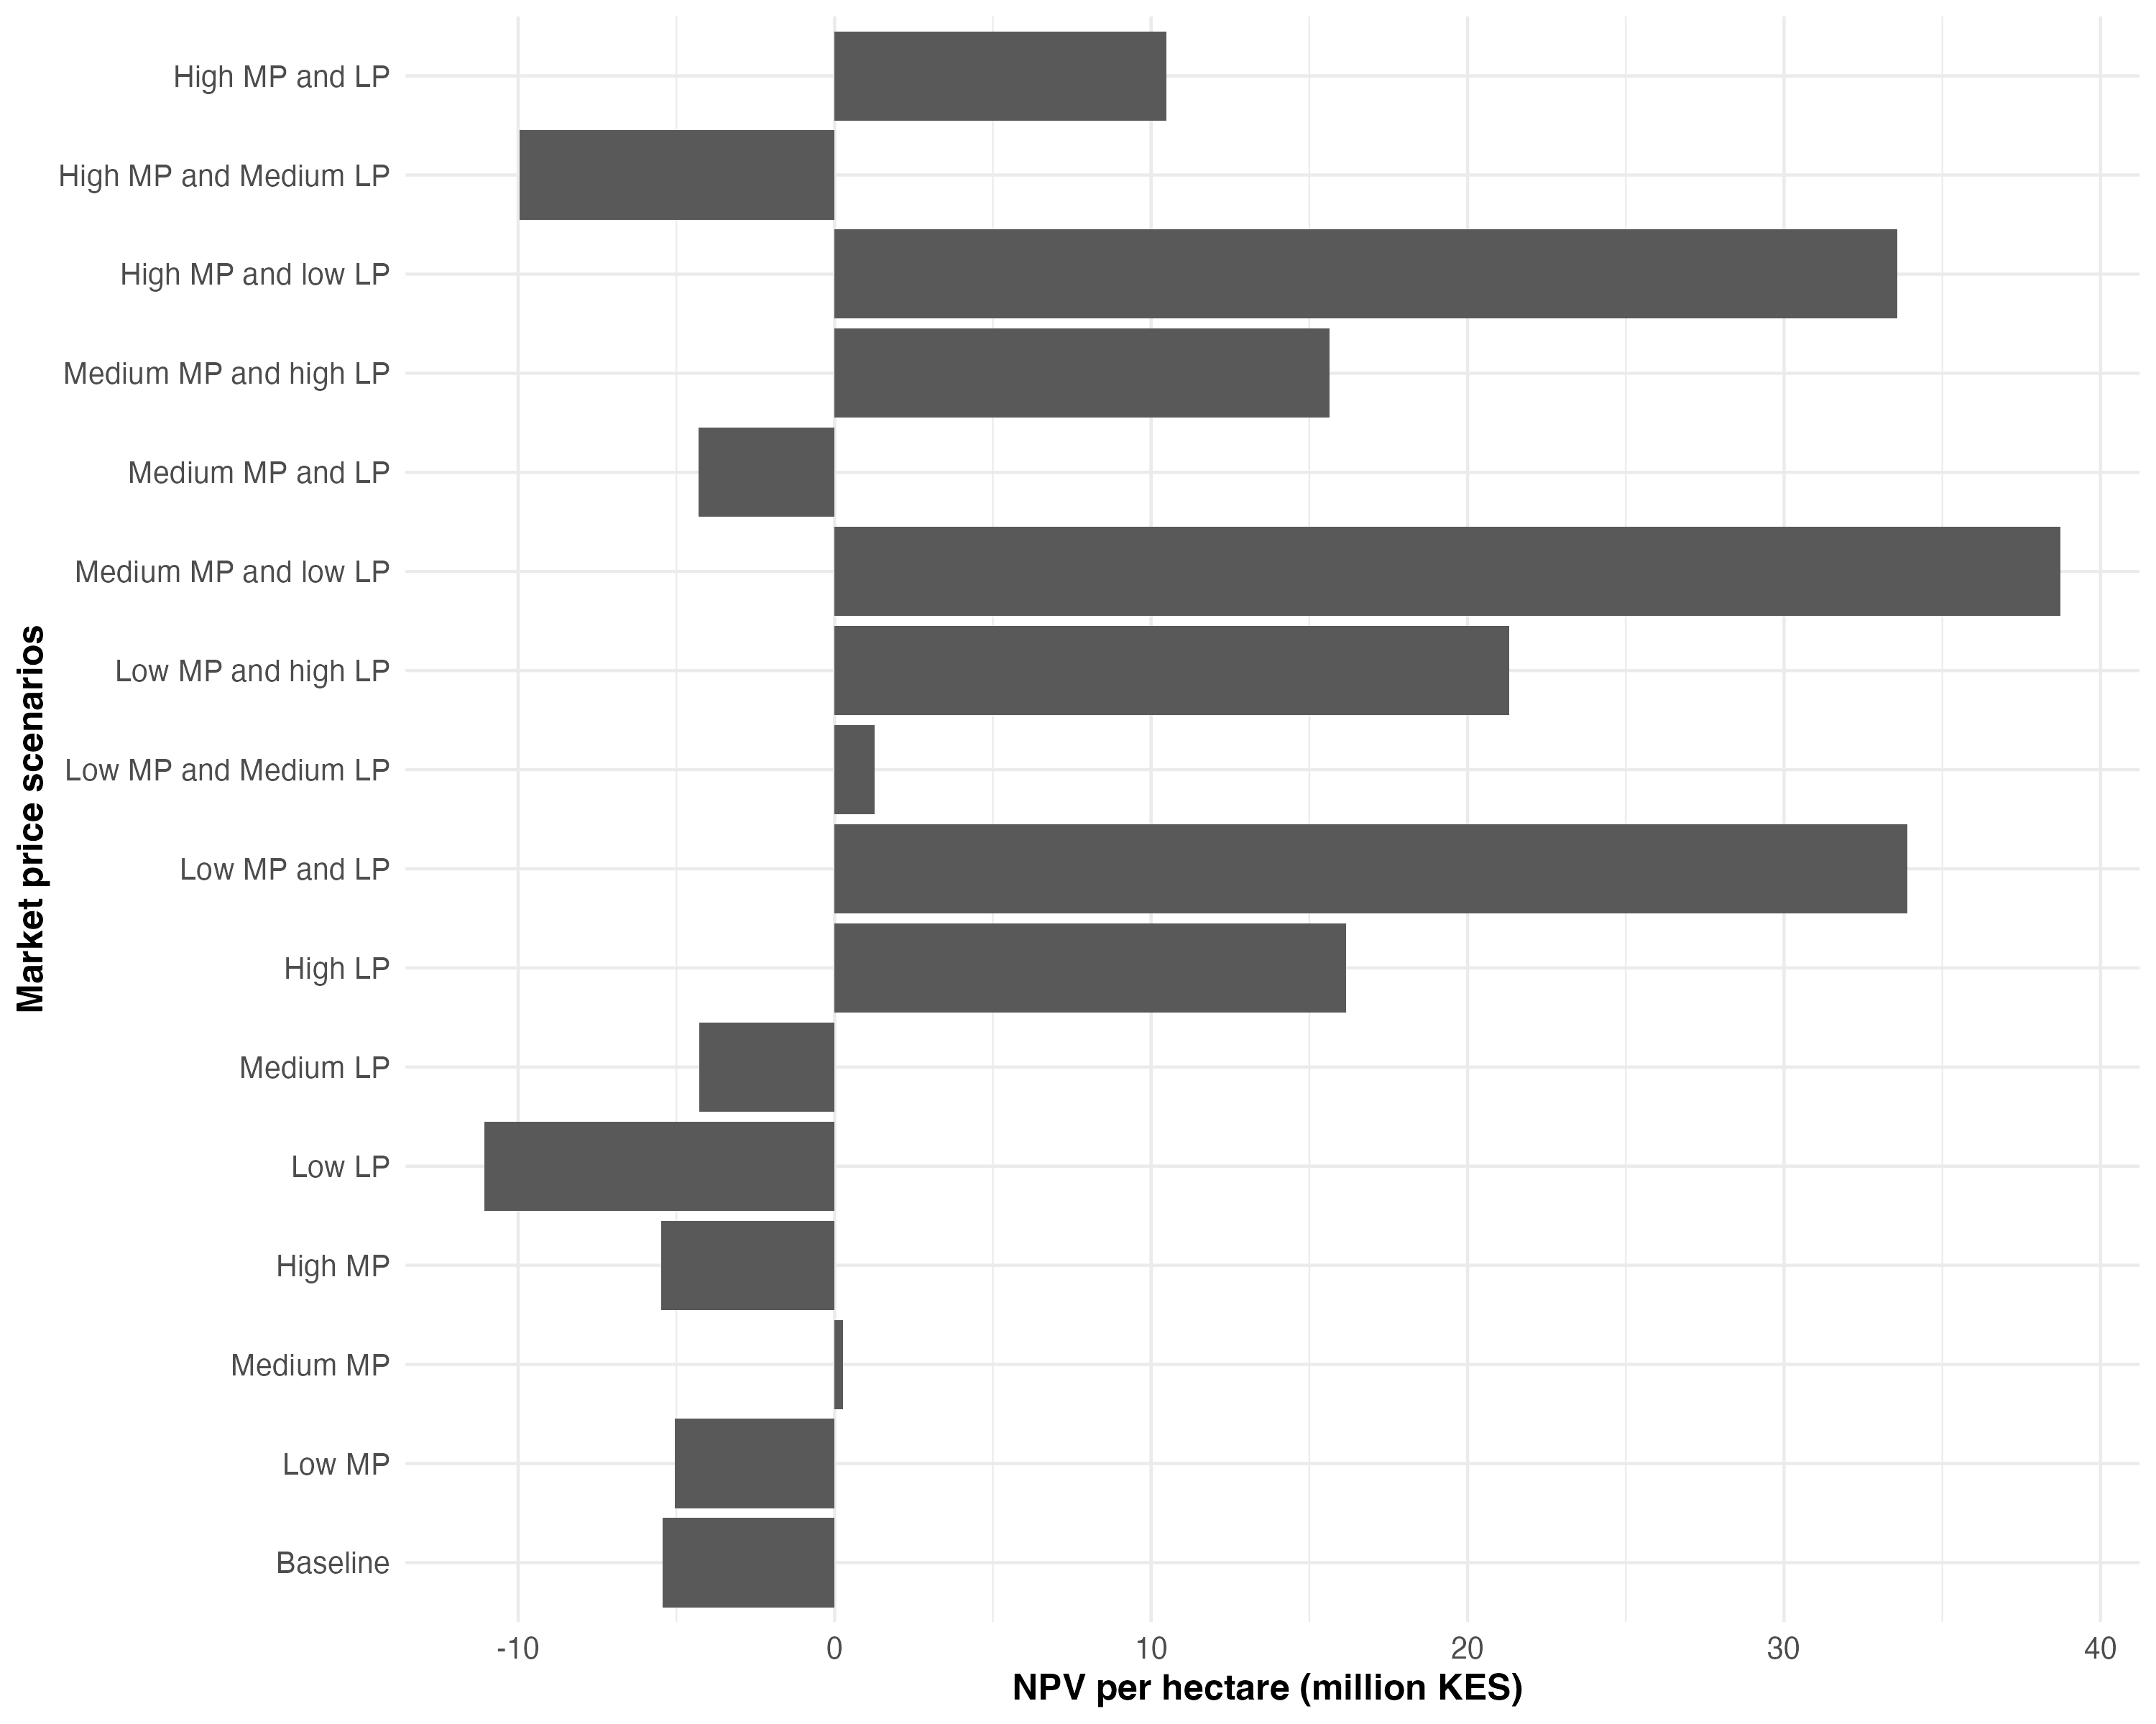 Market price scenarios
High MP and LP
High MP and Medium LP
High MP and low LP
Medium MP and high LP
Medium MP and LP
Medium MP and low LP
Low MP and high LP
Low MP and Medium LP
Low MP and LP
High LP
Medium LP
Low LP
High MP
Medium MP
Low MP
Baseline
-10 0 10 20 30 40
NPV per hectare (million KES)